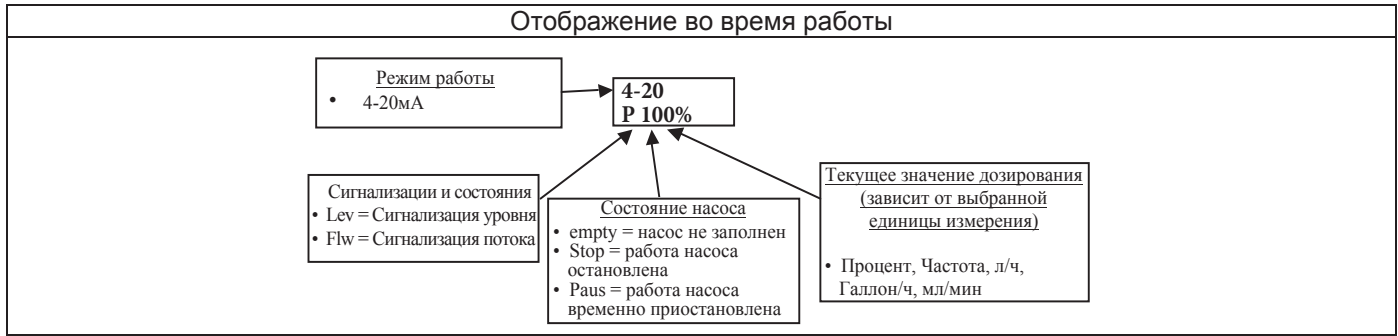 Отображение во время работы
Режим работы
• 4-20мА
4-20
P 100%
Сигнализации и состояния
• Lev = Сигнализация уровня
• Flw = Сигнализация потока
Состояние насоса
• empty = насос не заполнен
• Stop = работа насоса
остановлена
• Paus = работа насоса
временно приостановлена
Текущее значение дозирования
(зависит от выбранной
единицы измерения)
• Процент, Частота, л/ч,
Галлон/ч, мл/мин